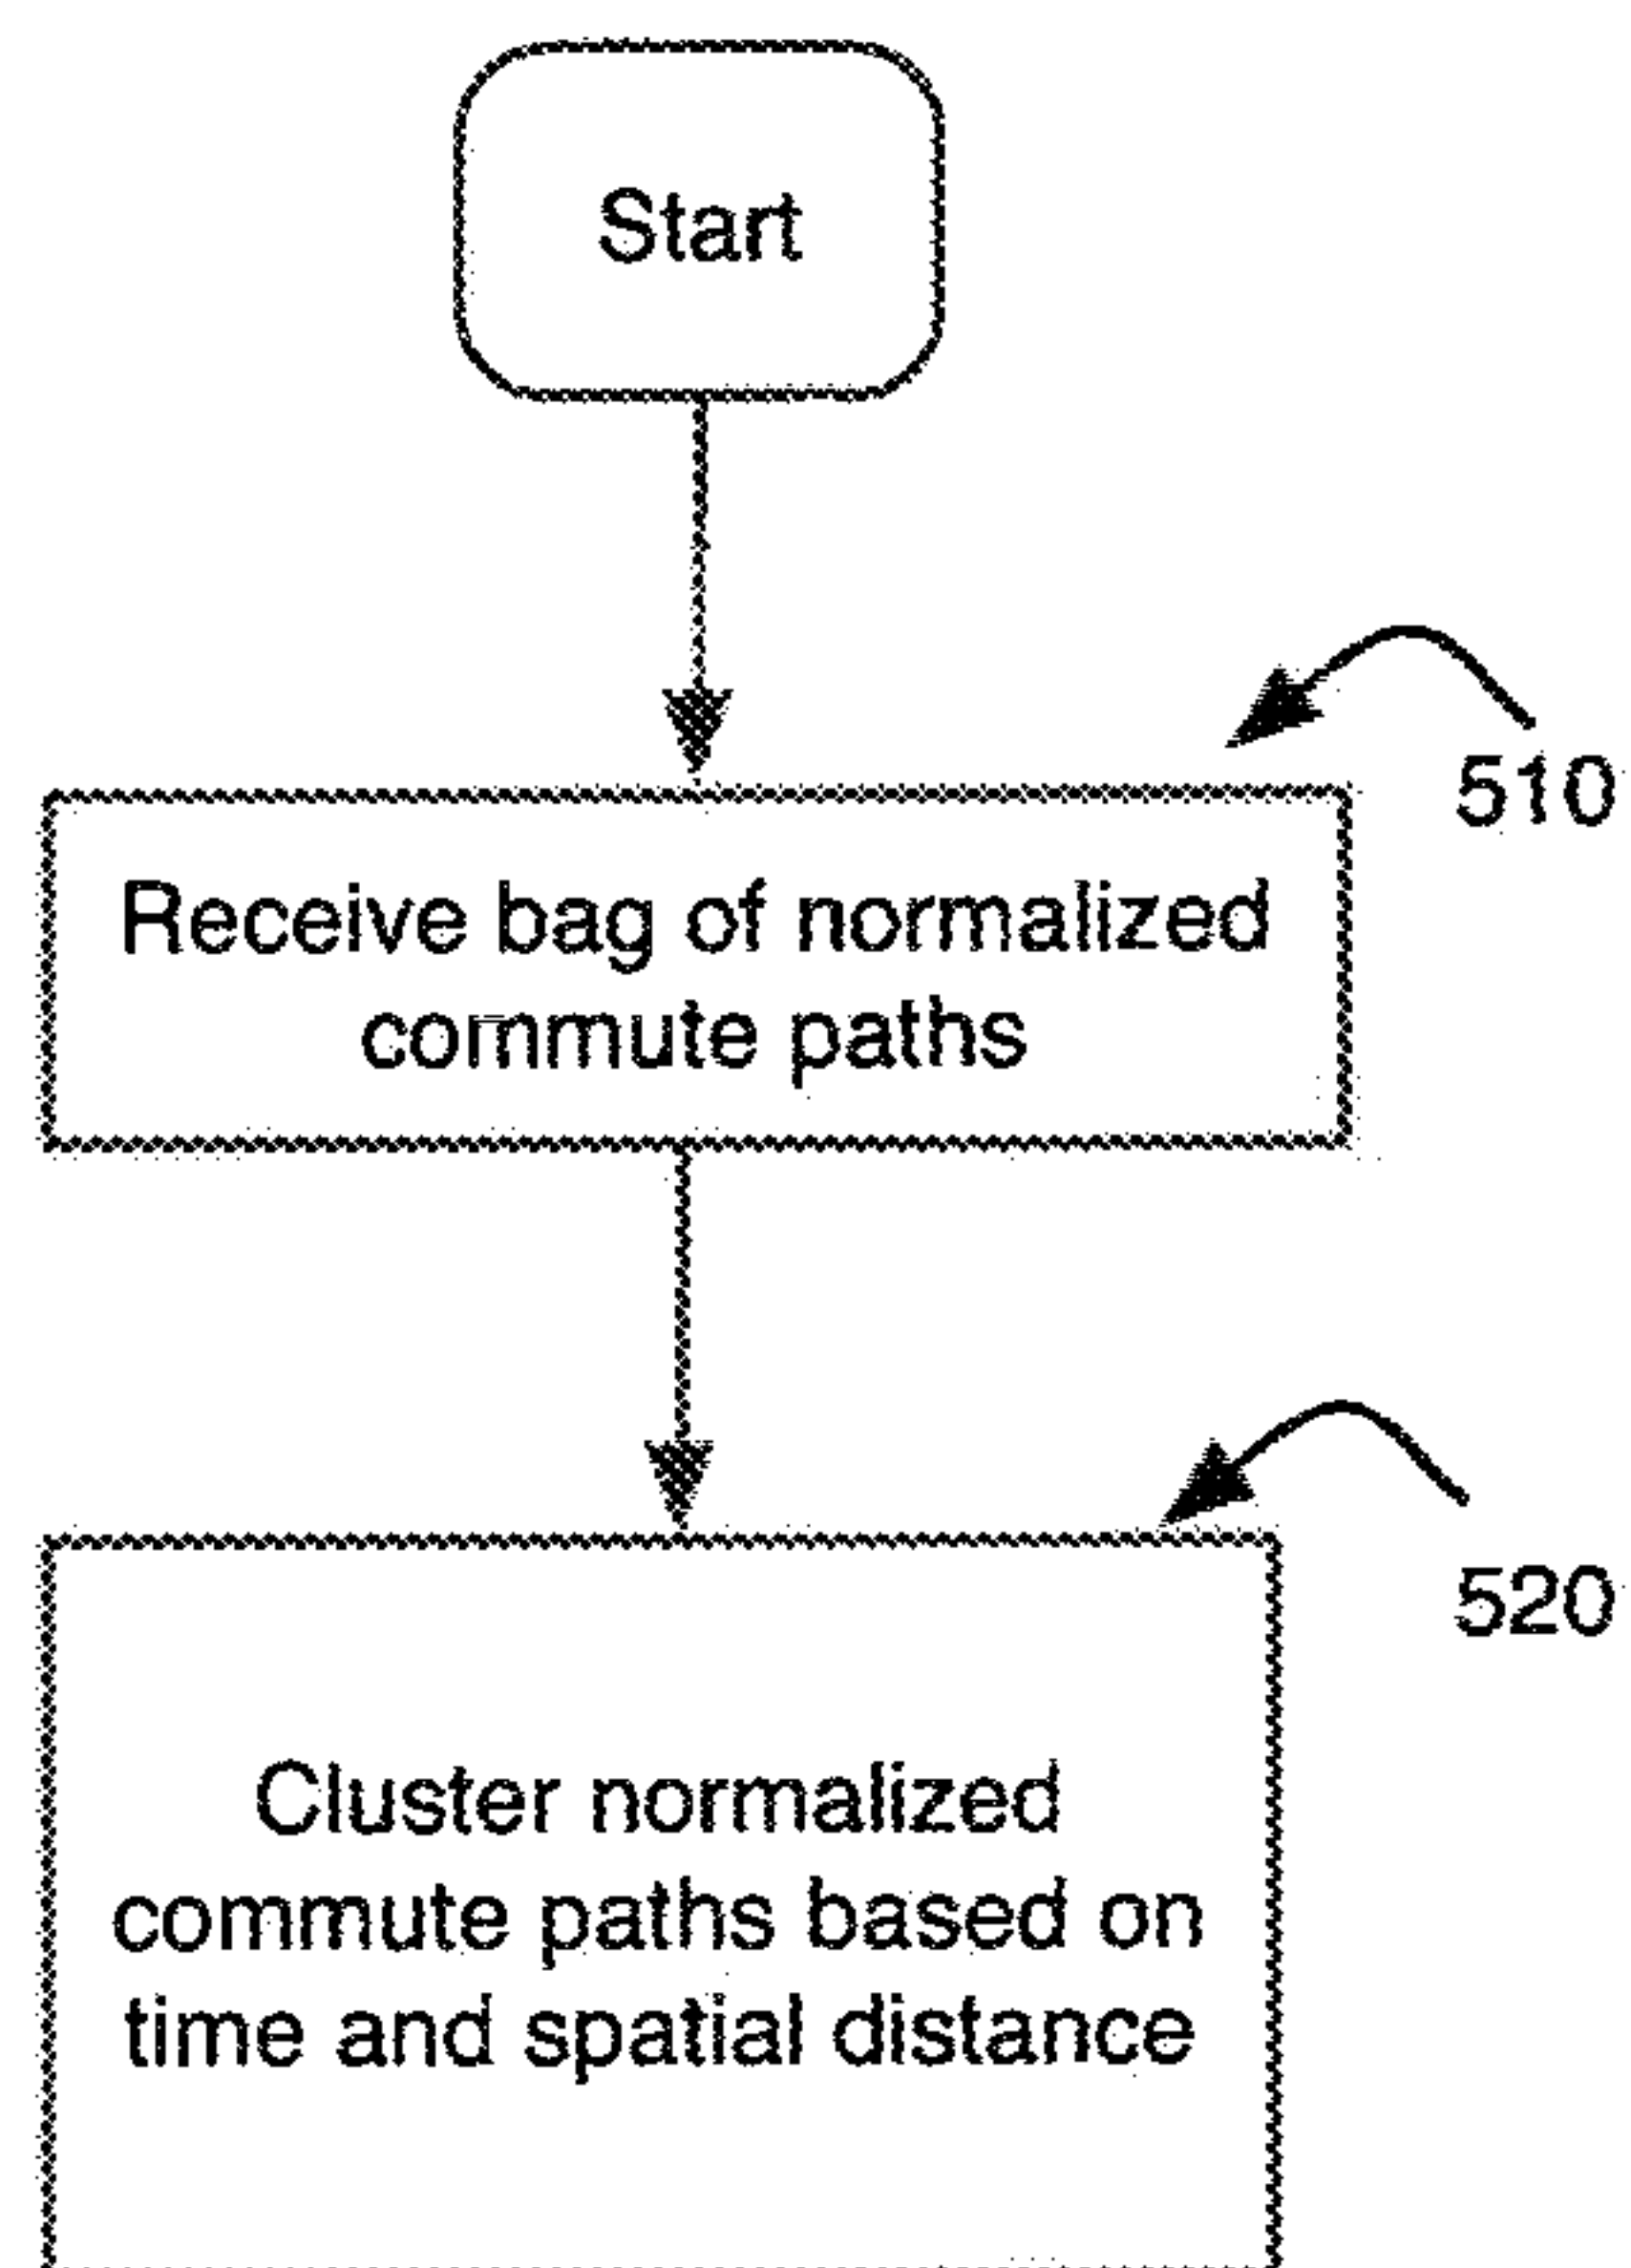 Start
510
Receive bag of normalized
commute paths
520
Cluster normalized
commute paths based on
time and spatial distance